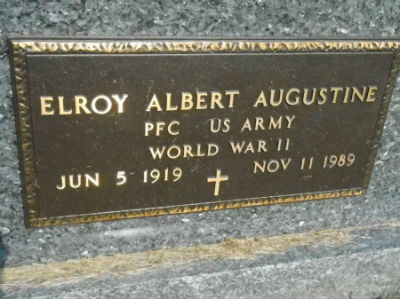 ELROY ALBERT AUGUSTINE
PFC US ARMY
WORLD WAR II
JUN 5 1919 NOV 11 1989